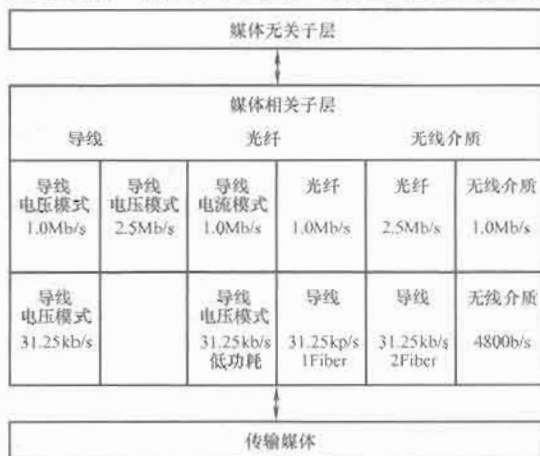 媒体无关子层
媒体相关子层
导线 光纤 无线介质
导线 导线 导线 光纤 光纤 无线介质
电压模式 电压模式 电流模式
1.0Mb/s 2.5Mb/s 1.0Mb/s 1.0Mb/s 2.5Mb/s 1.0Mb/s
导线 导线 导线 导线 无线介质
电压模式 电压模式
31.25kb/s 31.25kb/s 31.25kp/s 31.25kb/s 4800b/s
低功耗 1Fiber 2Fiber
传输媒体